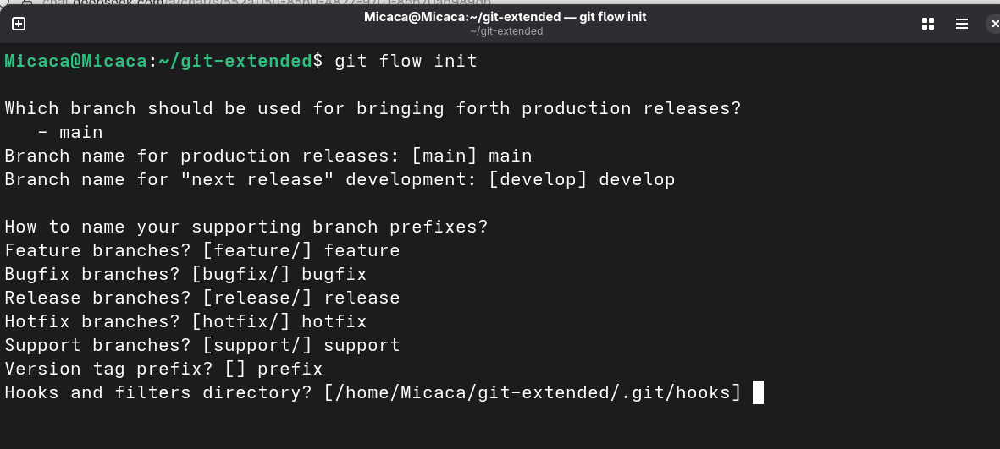 Micaca@Micaca:~/git-extended — git flow init
~/git-extended
Micaca@Micaca:~/git-extended$ git flow init
Which branch should be used for bringing forth production releases?
- main
Branch name for production releases: [main] main
Branch name for "next release" development: [develop] develop
How to name your supporting branch prefixes?
Feature branches? [feature/] feature
Bugfix branches? [bugfix/] bugfix
Release branches? [release/] release
Hotfix branches? [hotfix/] hotfix
Support branches? [support/] support
Version tag prefix? [] prefix
Hooks and filters directory? [/home/Micaca/git-extended/.git/hooks]